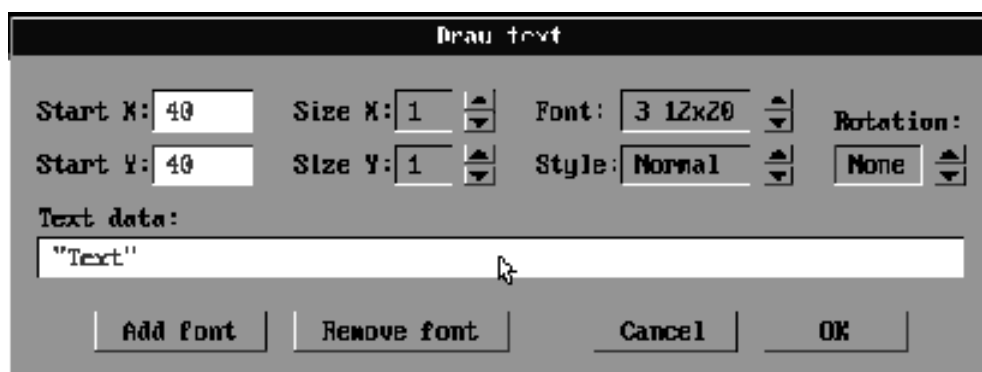 Draw text
Start X: 40 Size X: 1 Font: 3 12x20 Rotation:
Start Y: 40 Size Y: 1 Style: Normal None
Text data:
"Text"
Add font Remove font Cancel OK